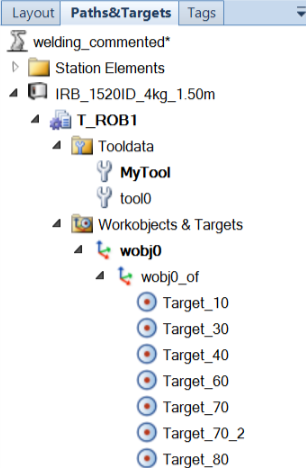 Layout Paths&Targets Tags
welding_commented*
Station Elements
IRB_1520ID_4kg_1.50m
T_ROB1
Tooldata
MyTool
tool0
Workobjects & Targets
wobj0
wobj0_of
Target_10
Target_30
Target_40
Target_60
Target_70
Target_70_2
Target_80